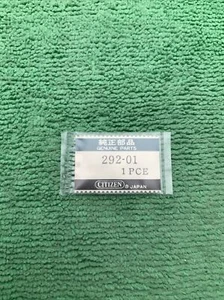 純正部品
GENUINE PARTS
292-01
1 PCE
CITIZEN JAPAN